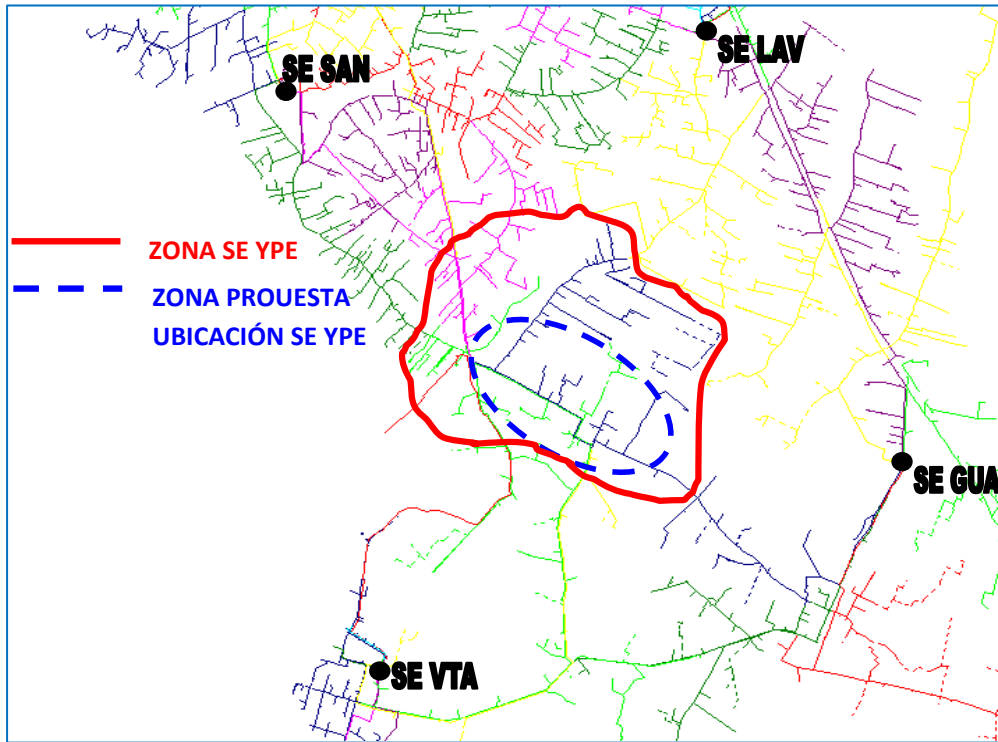 SE LAV
SE SAN
ZONA SE YPE
ZONA PROUESTA
UBICACIÓN SE YPE
SE GUA
SE VTA